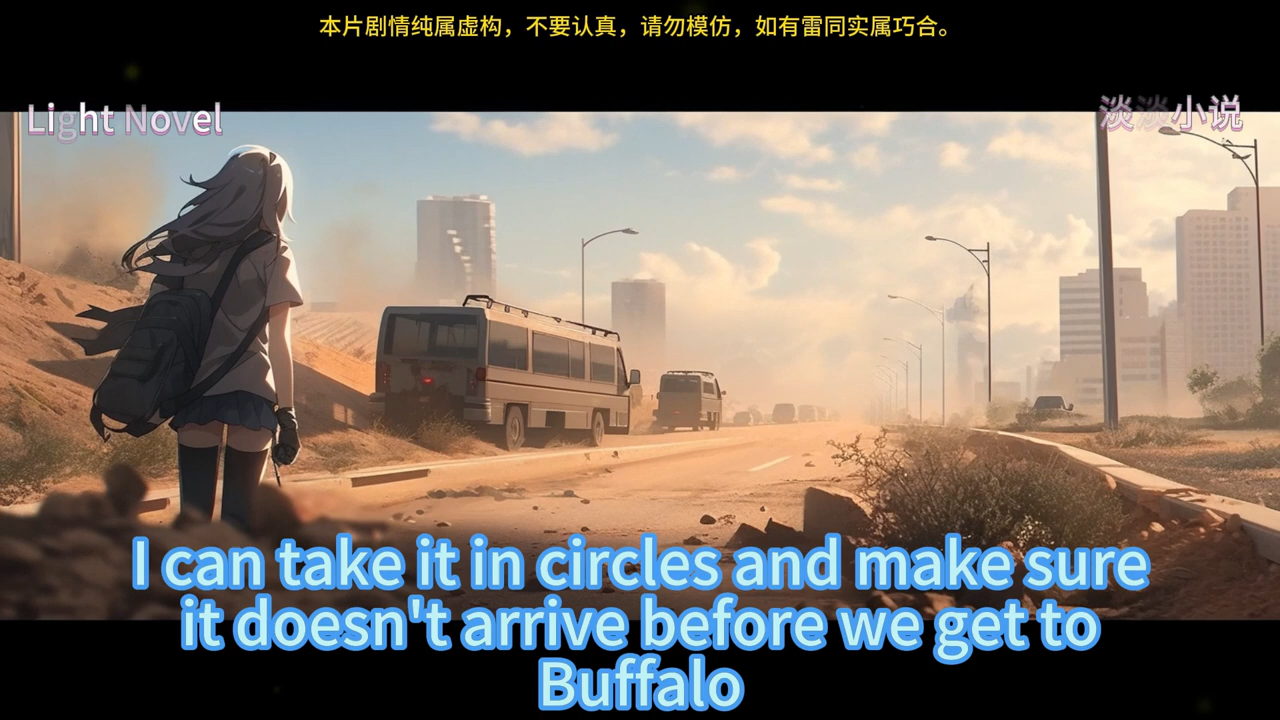 本片剧情纯属虚构，不要认真，请勿模仿，如有雷同实属巧合。
Light Novel
淡淡小说
I can take it in circles and make sure
it doesn't arrive before we get to
Buffalo